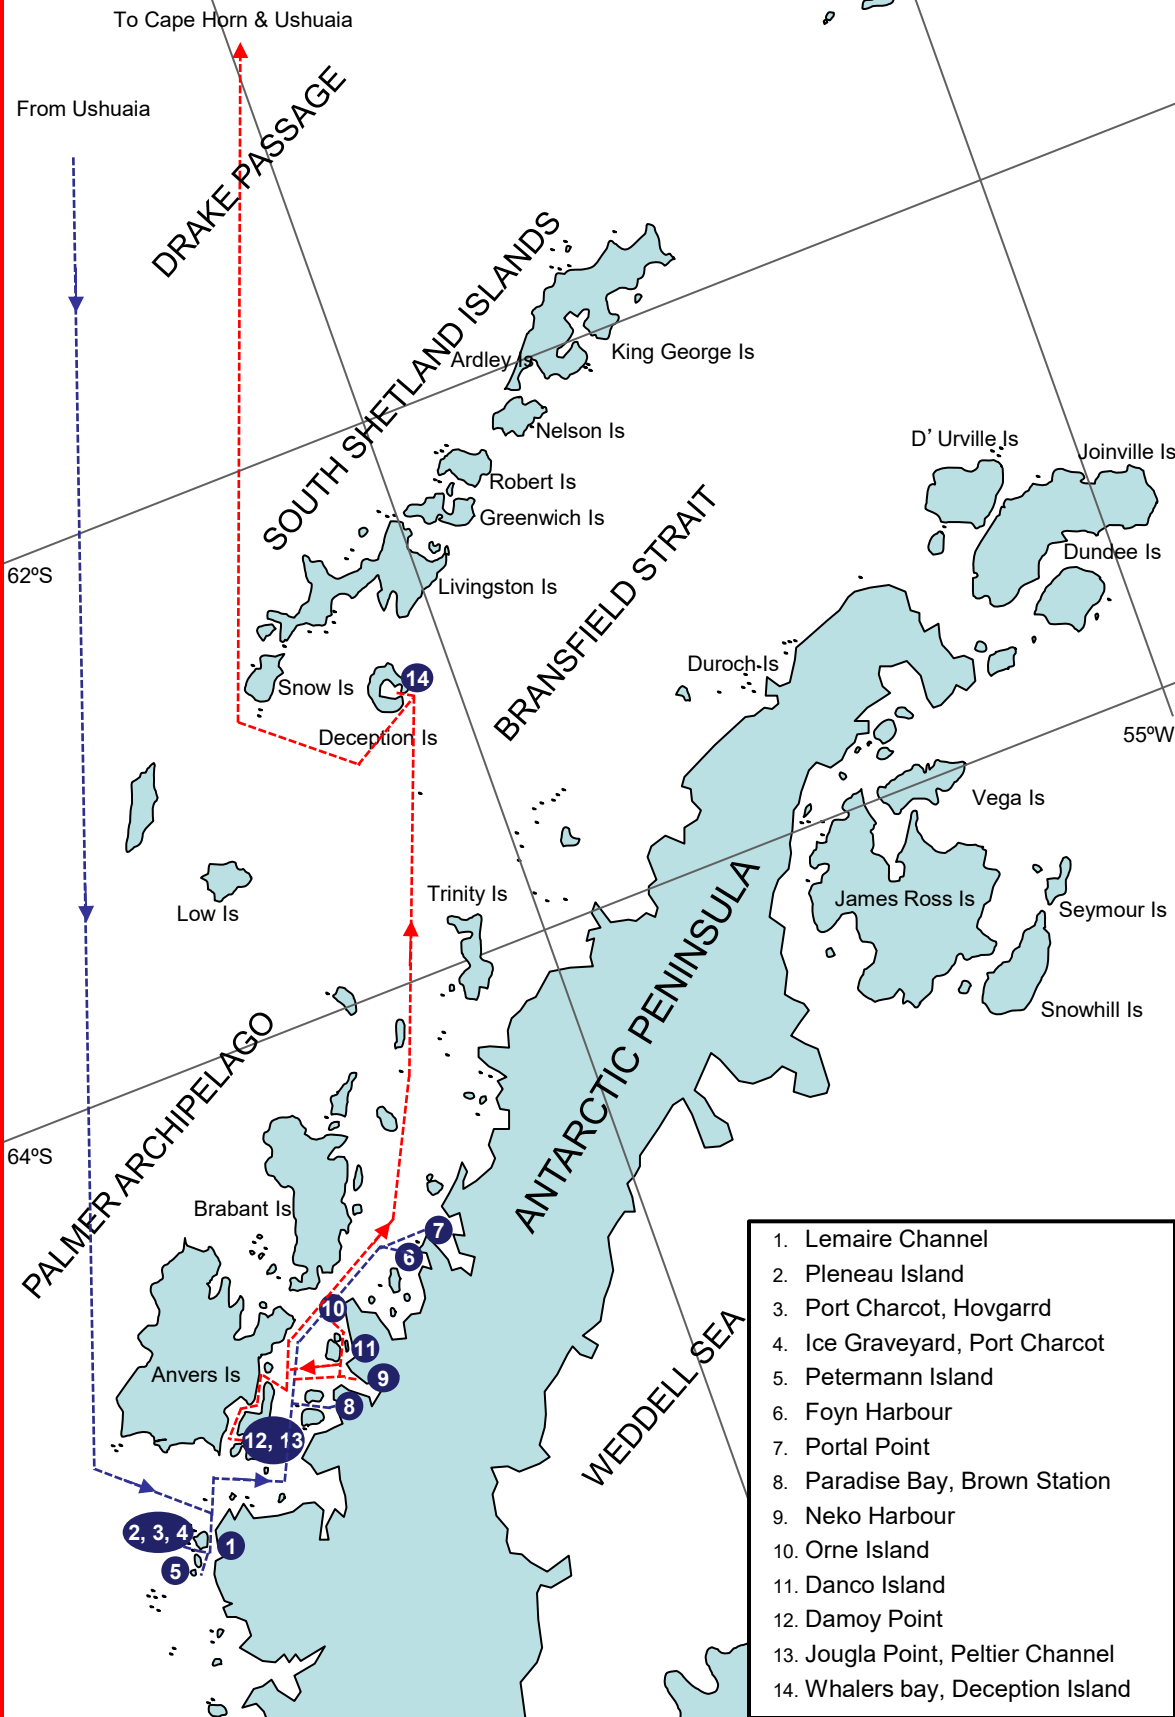 To Cape Horn & Ushuaia
From Ushuaia
DRAKE PASSAGE
SOUTH SHETLAND ISLANDS
Ardley Is
King George Is
Nelson Is
D' Urville Is
Joinville Is
Robert Is
Greenwich Is
BRANSFIELD STRAIT
Dundee Is
62ºS
Livingston Is
Duroch Is
Snow Is
14
Deception Is
55ºW
Vega Is
Low Is
Trinity Is
James Ross Is
Seymour Is
Snowhill Is
ANTARCTIC PENINSULA
PALMER ARCHIPELAGO
64ºS
Brabant Is
7
6
10
11
Anvers Is
9
8
12, 13
WEDDELL SEA
2, 3, 4
1
5
1. Lemaire Channel
2. Pleneau Island
3. Port Charcot, Hovgarrd
4. Ice Graveyard, Port Charcot
5. Petermann Island
6. Foyn Harbour
7. Portal Point
8. Paradise Bay, Brown Station
9. Neko Harbour
10. Orne Island
11. Danco Island
12. Damoy Point
13. Jougla Point, Peltier Channel
14. Whalers bay, Deception Island